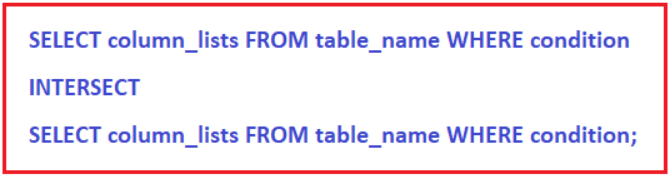 SELECT column_lists FROM table_name WHERE condition
INTERSECT
SELECT column_lists FROM table_name WHERE condition;